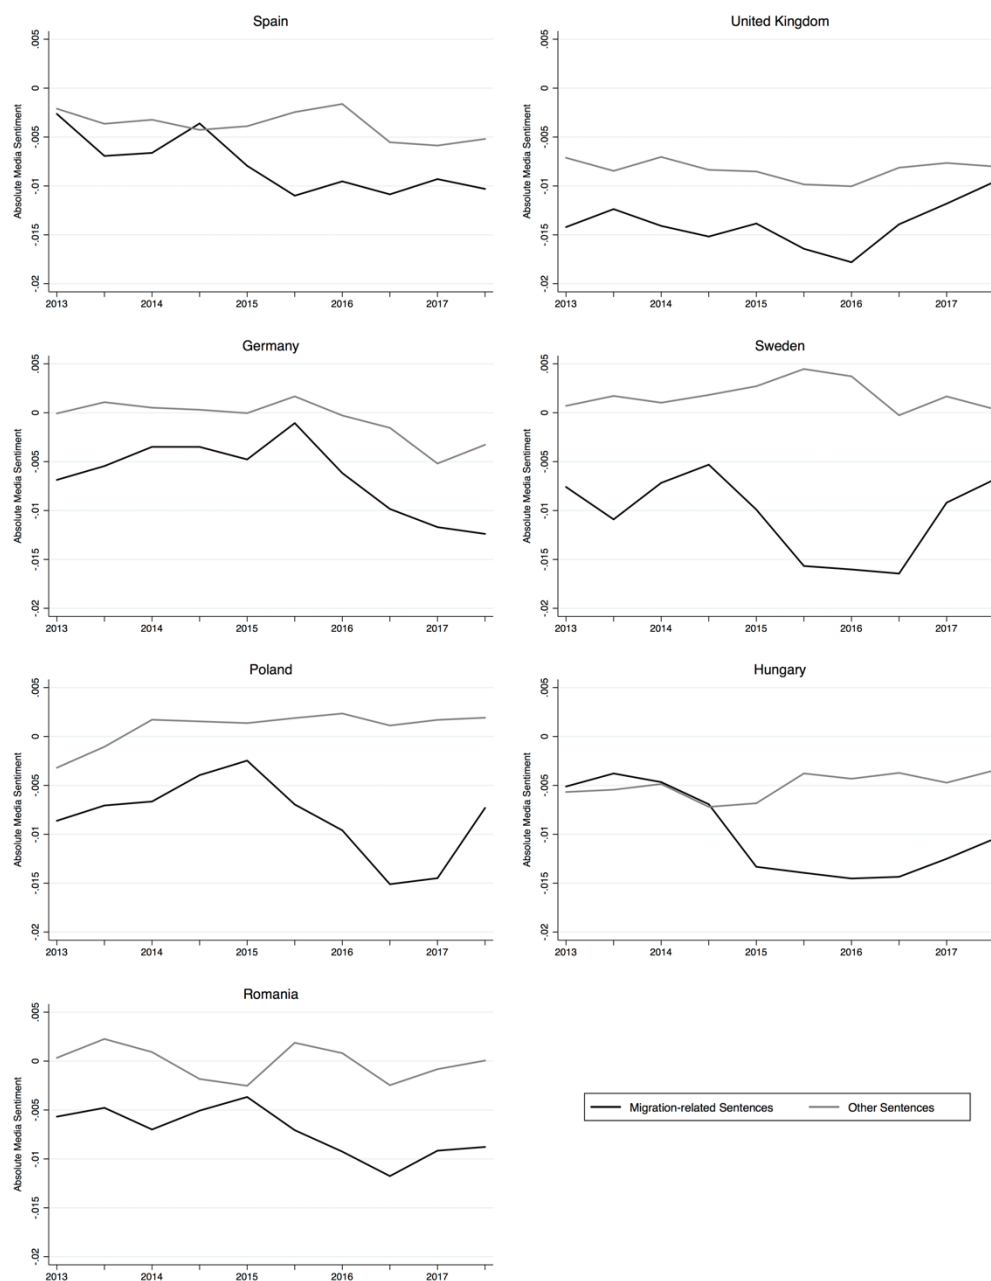 Spain
Absolute Media Sentiment
.005
0
-.005
-.01
-.015
-.02
2013 2014 2015 2016 2017
United Kingdom
Absolute Media Sentiment
.005
0
-.005
-.01
-.015
-.02
2013 2014 2015 2016 2017
Germany
Absolute Media Sentiment
.005
0
-.005
-.01
-.015
-.02
2013 2014 2015 2016 2017
Sweden
Absolute Media Sentiment
.005
0
-.005
-.01
-.015
-.02
2013 2014 2015 2016 2017
Poland
Absolute Media Sentiment
.005
0
-.005
-.01
-.015
-.02
2013 2014 2015 2016 2017
Hungary
Absolute Media Sentiment
.005
0
-.005
-.01
-.015
-.02
2013 2014 2015 2016 2017
Romania
Absolute Media Sentiment
.005
0
-.005
-.01
-.015
-.02
2013 2014 2015 2016 2017
Migration-related Sentences Other Sentences